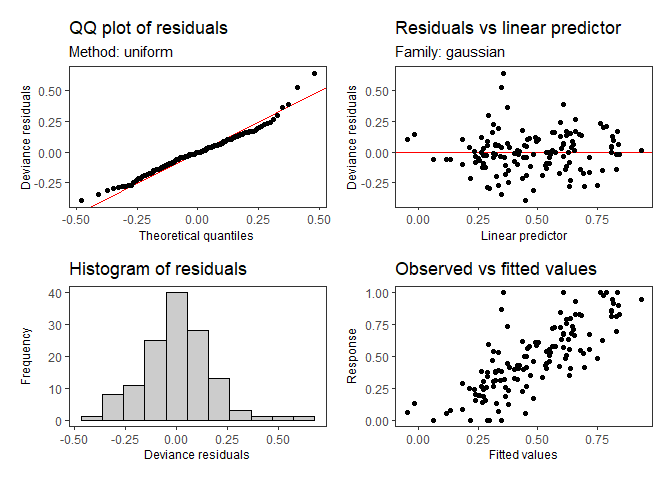 QQ plot of residuals
Method: uniform
Deviance residuals
0.50
0.25
0.00
-0.25
-0.50
-0.25
0.00
0.25
0.50
Theoretical quantiles
Residuals vs linear predictor
Family: gaussian
Deviance residuals
0.50
0.25
0.00
-0.25
0.00
0.25
0.50
0.75
Linear predictor
Histogram of residuals
Frequency
40
30
20
10
0
-0.50
-0.25
0.00
0.25
0.50
Deviance residuals
Observed vs fitted values
Response
1.00
0.75
0.50
0.25
0.00
0.00
0.25
0.50
0.75
Fitted values